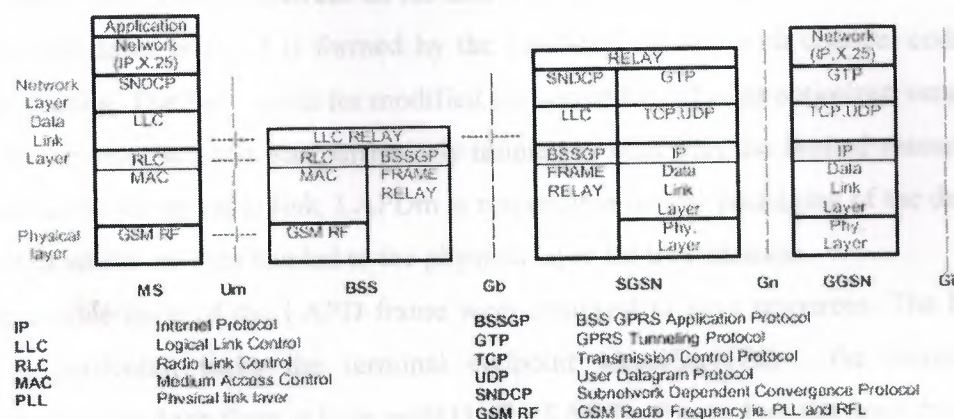 Application
Network
(IP,X.25)
SNDCP
LLC
RLC
MAC
GSM RF
Network
Layer
Data
Link
Layer
Physical
layer
LLC RELAY
RLC
BSSGP
MAC
FRAME
RELAY
GSM RF
RELAY
SNDCP
GTP
LLC
TCP.UDP
BSSGP
IP
FRAME
RELAY
Data
Link
Layer
Phy.
Layer
Network
(IP,X.25)
GTP
TCP.UDP
IP
Data
Link
Layer
Phy.
Layer
MS Um BSS Gb SGSN Gn GGSN Gi
IP Internet Protocol
LLC Logical Link Control
RLC Radio Link Control
MAC Medium Access Control
PLL Physical link layer
BSSGP BSS GPRS Application Protocol
GTP GPRS Tunneling Protocol
TCP Transmission Control Protocol
UDP User Datagram Protocol
SNDCP Subnetwork Dependent Convergence Protocol
GSM RF GSM Radio Frequency ie. PLL and RFL